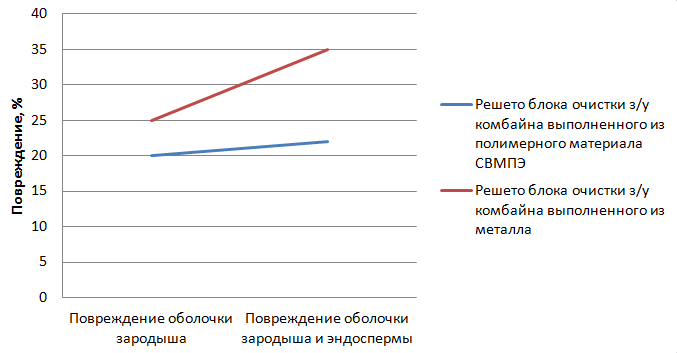 Повреждение, %
40
35
30
25
20
15
10
5
0
Повреждение оболочки
зародыша
Повреждение оболочки
зародыша и эндоспермы
Решето блока очистки з/у
комбайна выполненного из
полимерного материала
СВМПЭ
Решето блока очистки з/у
комбайна выполненного из
металла